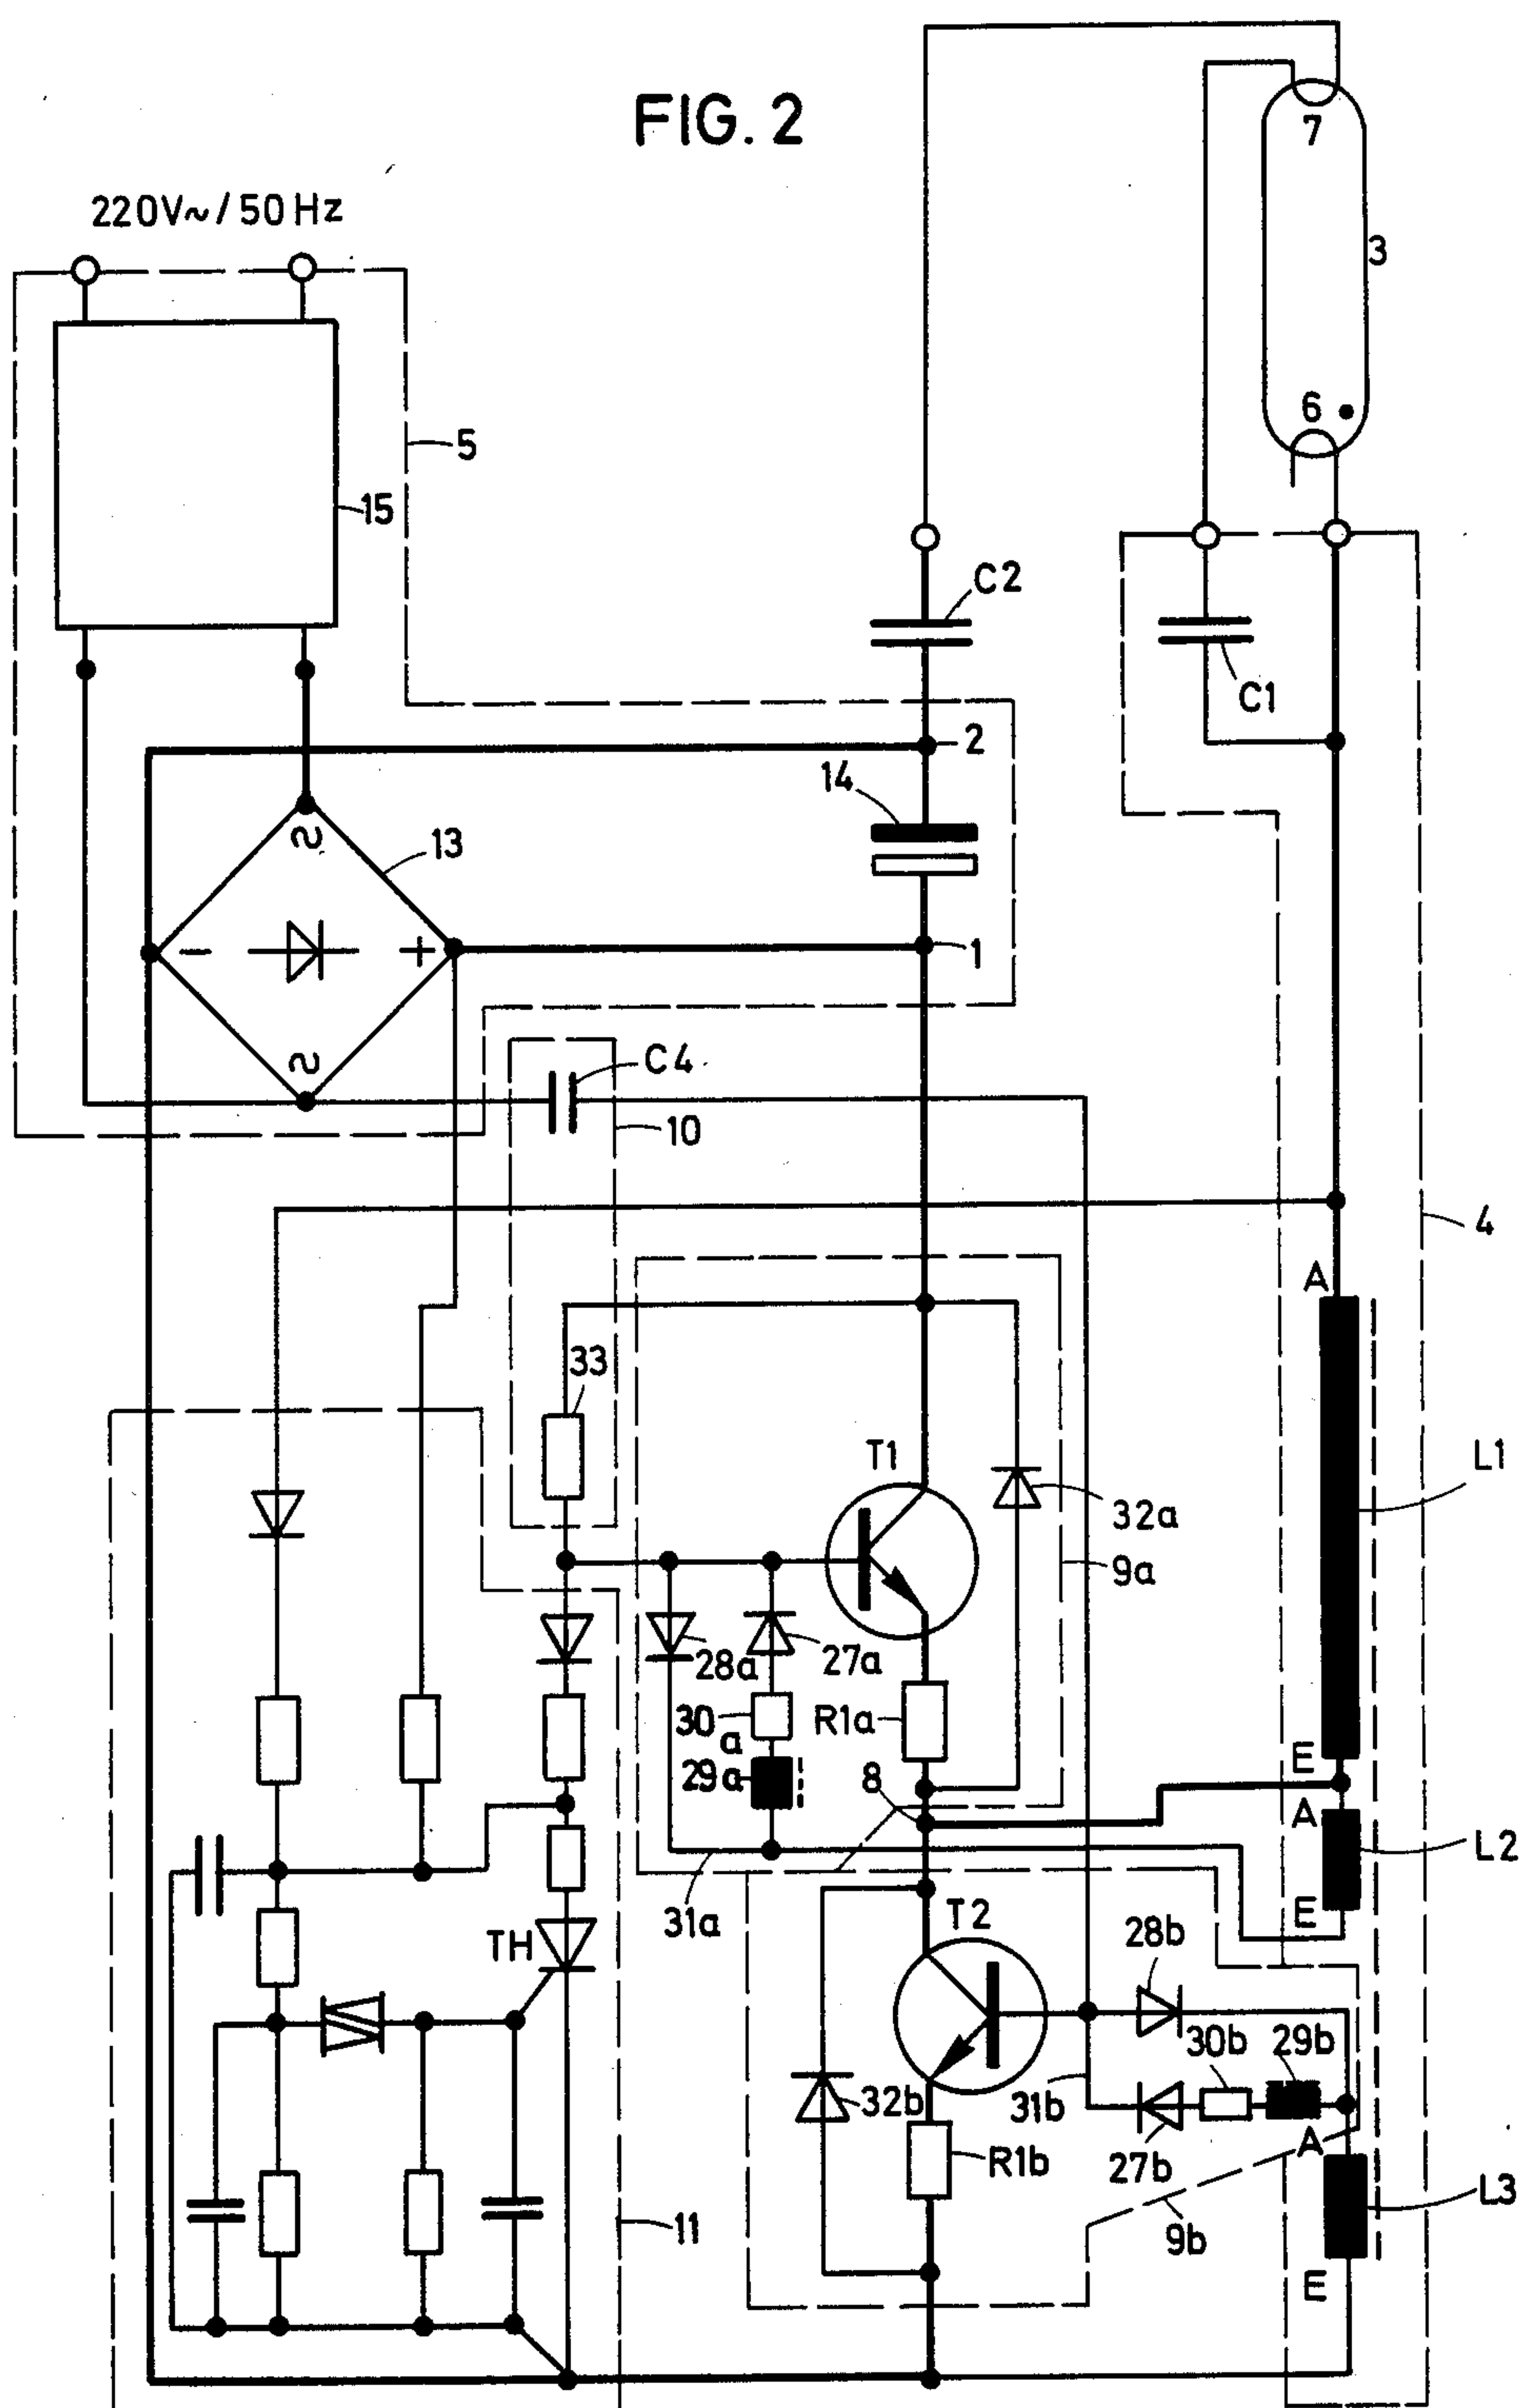 FIG. 2
220V~/50 Hz
7
3
6
5
15
C2
C1
2
14
13
~
-
+
1
~
C4
10
4
A
33
T1
L1
32a
9a
28a
27a
30
a
R1a
E
29a
8
A
L2
31a
T2
E
TH
28b
30b
29b
32b
31b
A
R1b
27b
L3
11
9b
E